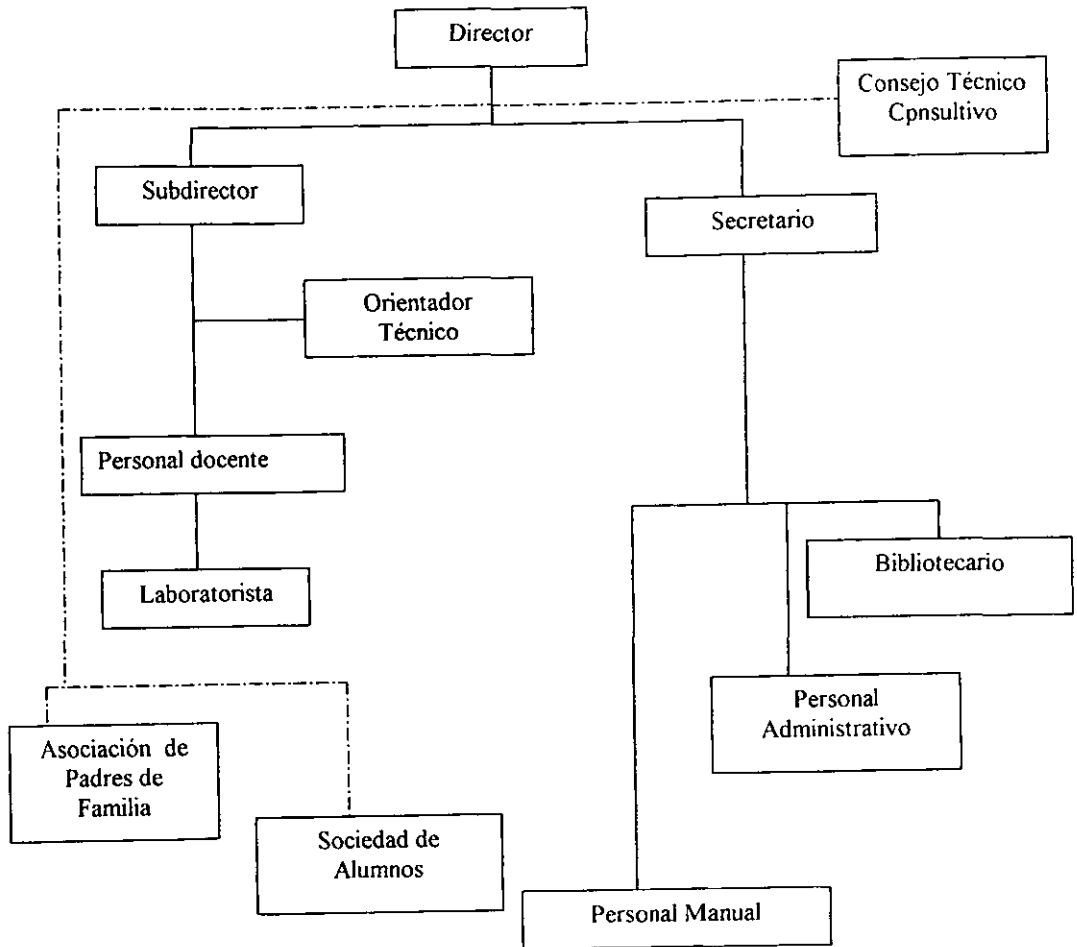 Director
Consejo Técnico
Cpnsultivo
Subdirector
Secretario
Orientador
Técnico
Personal docente
Bibliotecario
Laboratorista
Personal
Administrativo
Asociación de
Padres de
Familia
Sociedad de
Alumnos
Personal Manual